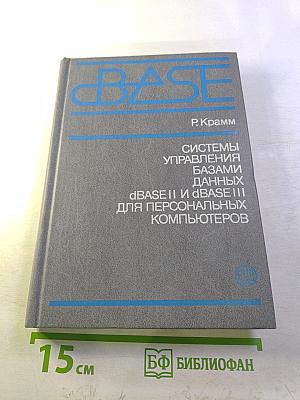 dBASE
Р. Крамм
СИСТЕМЫ
УПРАВЛЕНИЯ
БАЗАМИ
ДАННЫХ
dBASE II И dBASE III
ДЛЯ ПЕРСОНАЛЬНЫХ
КОМПЬЮТЕРОВ
15 см
БФ БИБЛИОФАН